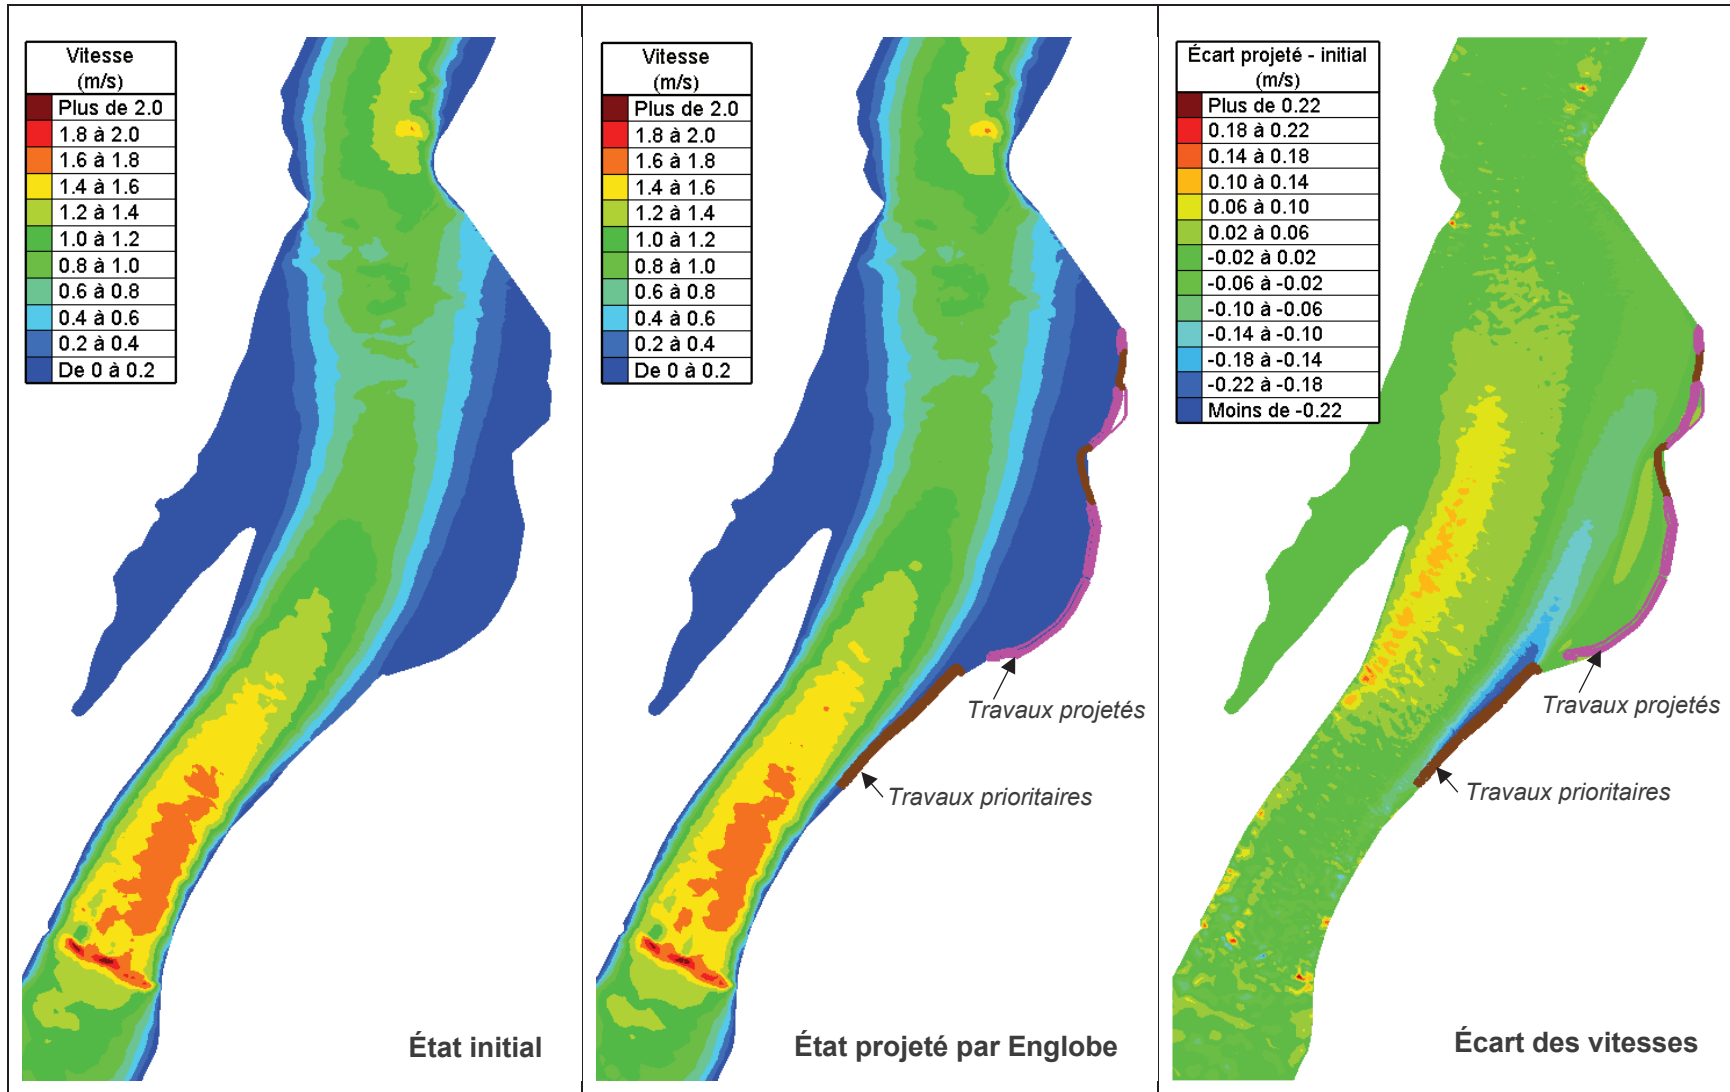 Vitesse
(m/s)
Plus de 2.0
1.8 à 2.0
1.6 à 1.8
1.4 à 1.6
1.2 à 1.4
1.0 à 1.2
0.8 à 1.0
0.6 à 0.8
0.4 à 0.6
0.2 à 0.4
De 0 à 0.2
État initial
Vitesse
(m/s)
Plus de 2.0
1.8 à 2.0
1.6 à 1.8
1.4 à 1.6
1.2 à 1.4
1.0 à 1.2
0.8 à 1.0
0.6 à 0.8
0.4 à 0.6
0.2 à 0.4
De 0 à 0.2
Travaux projetés
Travaux prioritaires
État projeté par Englobe
Écart projeté - initial
(m/s)
Plus de 0.22
0.18 à 0.22
0.14 à 0.18
0.10 à 0.14
0.06 à 0.10
0.02 à 0.06
-0.02 à 0.02
-0.06 à -0.02
-0.10 à -0.06
-0.14 à -0.10
-0.18 à -0.14
-0.22 à -0.18
Moins de -0.22
Travaux projetés
Travaux prioritaires
Écart des vitesses